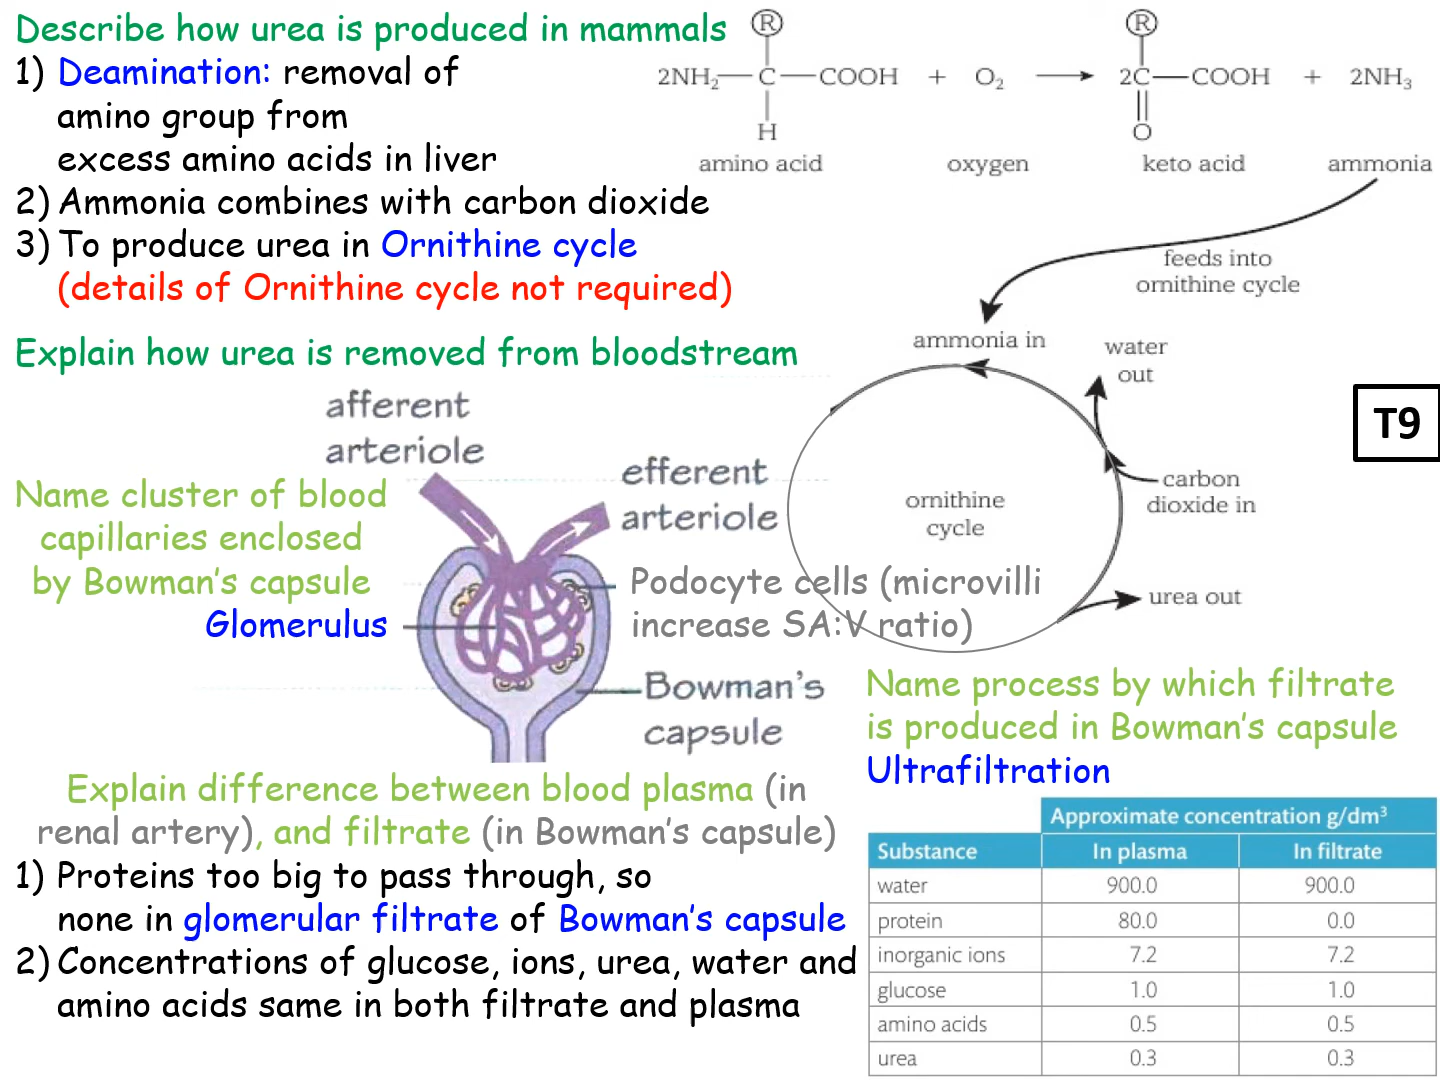 Describe how urea is produced in mammals
1) Deamination: removal of
amino group from
excess amino acids in liver
2) Ammonia combines with carbon dioxide
3) To produce urea in Ornithine cycle
(details of Ornithine cycle not required)
R
2NH₂—C—COOH + O₂ → 2C—COOH + 2NH₃
H
R
O
amino acid oxygen keto acid ammonia
feeds into
ornithine cycle
ammonia in
water
out
carbon
dioxide in
ornithine
cycle
urea out
T9
Explain how urea is removed from bloodstream
afferent
arteriole
efferent
arteriole
Name cluster of blood
capillaries enclosed
by Bowman's capsule
Glomerulus
Podocyte cells (microvilli
increase SA:V ratio)
Bowman's
capsule
Name process by which filtrate
is produced in Bowman's capsule
Ultrafiltration
Explain difference between blood plasma (in
renal artery), and filtrate (in Bowman's capsule)
1) Proteins too big to pass through, so
none in glomerular filtrate of Bowman's capsule
2) Concentrations of glucose, ions, urea, water and
amino acids same in both filtrate and plasma
Approximate concentration g/dm³
Substance In plasma In filtrate
water 900.0 900.0
protein 80.0 0.0
inorganic ions 7.2 7.2
glucose 1.0 1.0
amino acids 0.5 0.5
urea 0.3 0.3